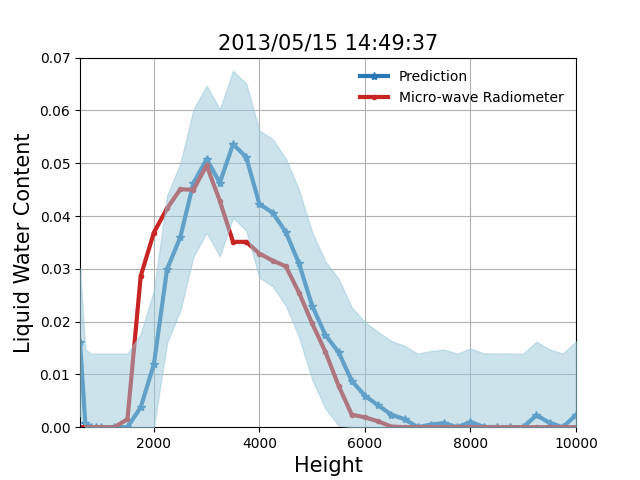 2013/05/15 14:49:37
0.07
0.06
0.05
0.04
0.03
0.02
0.01
0.00
Liquid Water Content
Prediction
Micro-wave Radiometer
2000 4000 6000 8000 10000
Height